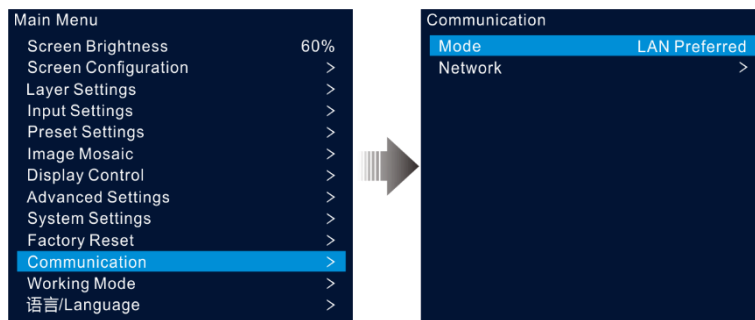 Main Menu
Screen Brightness 60%
Screen Configuration >
Layer Settings >
Input Settings >
Preset Settings >
Image Mosaic >
Display Control >
Advanced Settings >
System Settings >
Factory Reset >
Communication >
Working Mode >
语言/Language >
Communication
Mode LAN Preferred
Network >